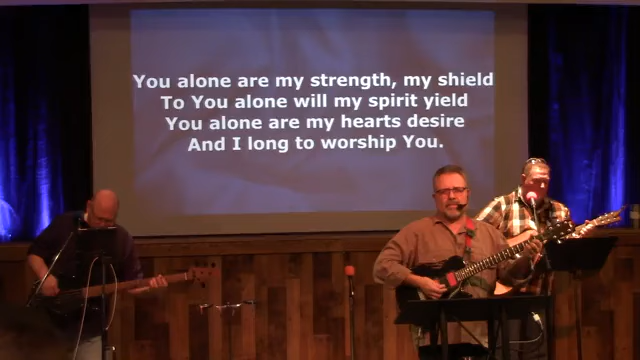 You alone are my strength, my shield
To You alone will my spirit yield
You alone are my hearts desire
And I long to worship You.